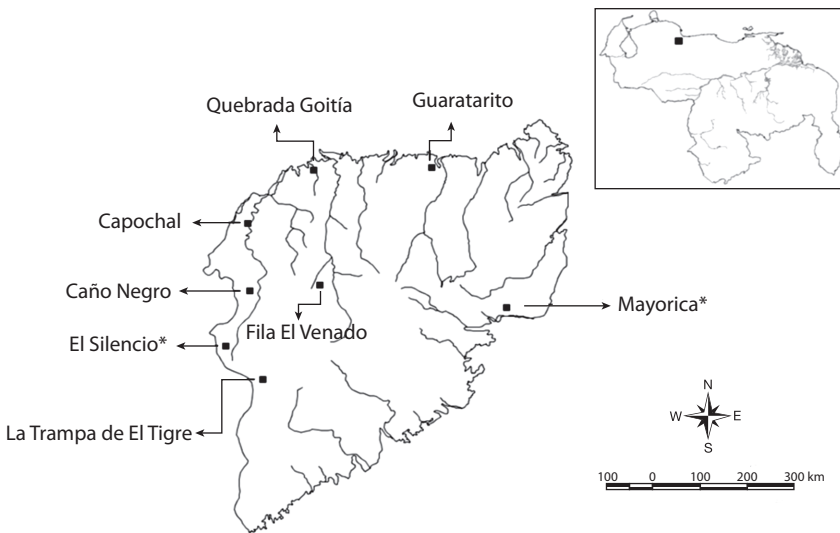 Quebrada Goitía
Guaratarito
Capochal
Caño Negro
Mayorica*
Fila El Venado
El Silencio*
La Trampa de El Tigre
N
W E
S
100 0 100 200 300 km